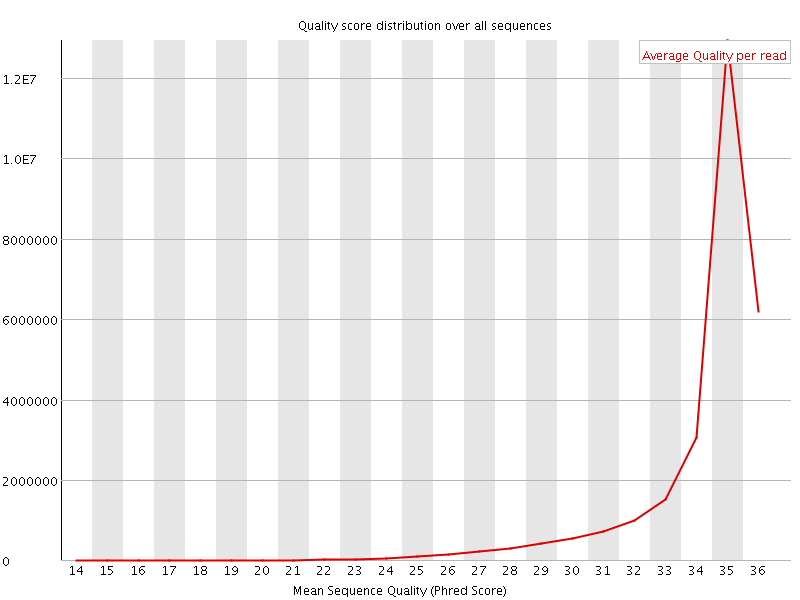 Quality score distribution over all sequences
Average Quality per read
1.2E7
1.0E7
8000000
6000000
4000000
2000000
0
14 15 16 17 18 19 20 21 22 23 24 25 26 27 28 29 30 31 32 33 34 35 36
Mean Sequence Quality (Phred Score)